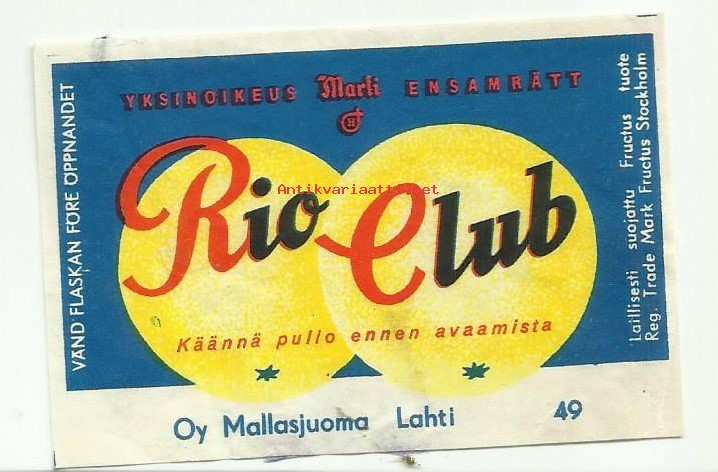 YKSINOIKEUS Marli ENSAMRÄTT
H
Rio Club
Antikvariaatti.net
Käännä pullo ennen avaamista
Oy Mallasjuoma Lahti 49
VÄND FLASKAN FÖRE ÖPPNANDET
Laillisesti suojattu Fructus tuote
Reg. Trade Mark Fructus Stockholm